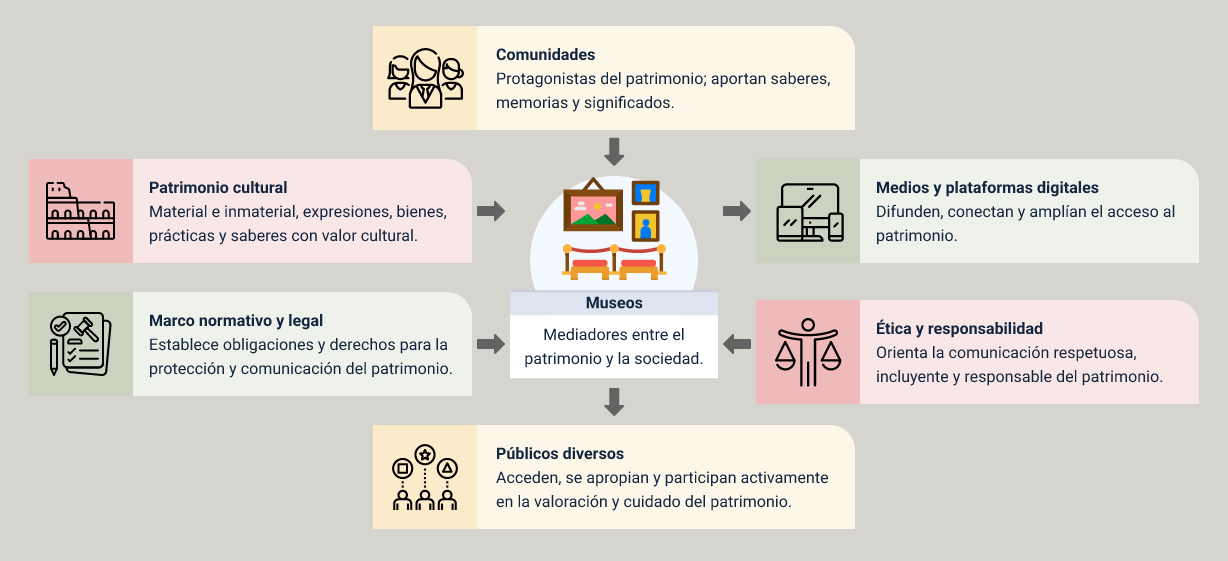 Comunidades
Protagonistas del patrimonio; aportan saberes,
memorias y significados.
Patrimonio cultural
Material e inmaterial, expresiones, bienes,
prácticas y saberes con valor cultural.
Medios y plataformas digitales
Difunden, conectan y amplían el acceso al
patrimonio.
Marco normativo y legal
Establece obligaciones y derechos para la
protección y comunicación del patrimonio.
Museos
Mediadores entre el
patrimonio y la sociedad.
Ética y responsabilidad
Orienta la comunicación respetuosa,
incluyente y responsable del patrimonio.
Públicos diversos
Acceden, se apropian y participan activamente
en la valoración y cuidado del patrimonio.